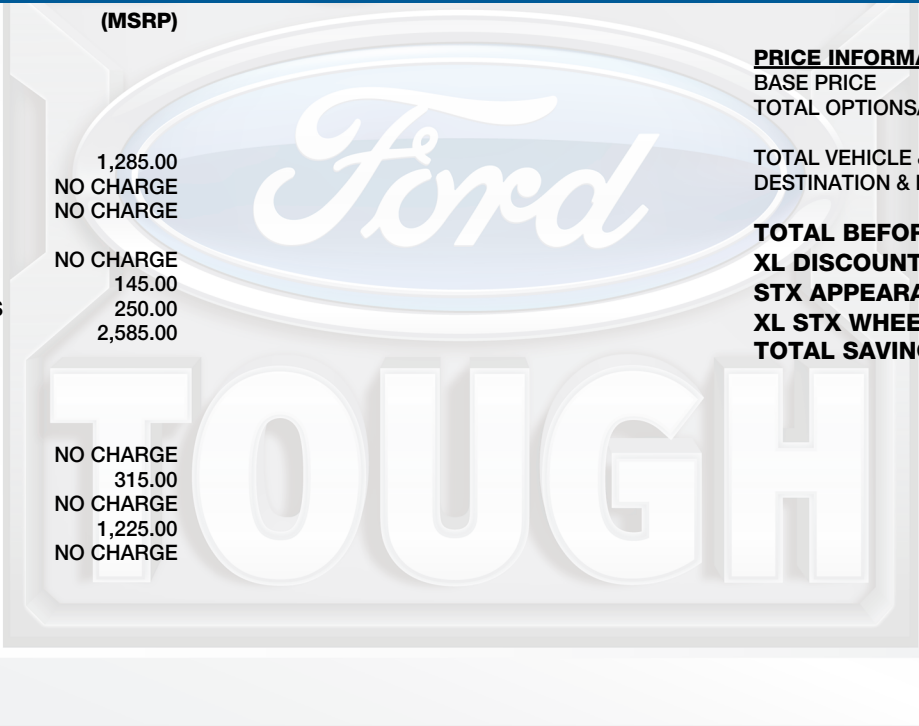 (MSRP)
1,285.00
NO CHARGE
NO CHARGE
NO CHARGE
145.00
250.00
2,585.00
NO CHARGE
315.00
NO CHARGE
1,225.00
NO CHARGE
PRICE INFORMA
BASE PRICE
TOTAL OPTIONS
TOTAL VEHICLE &
DESTINATION &
TOTAL BEFOR
XL DISCOUNT
STX APPEARA
XL STX WHEE
TOTAL SAVIN
Ford
TOUGH